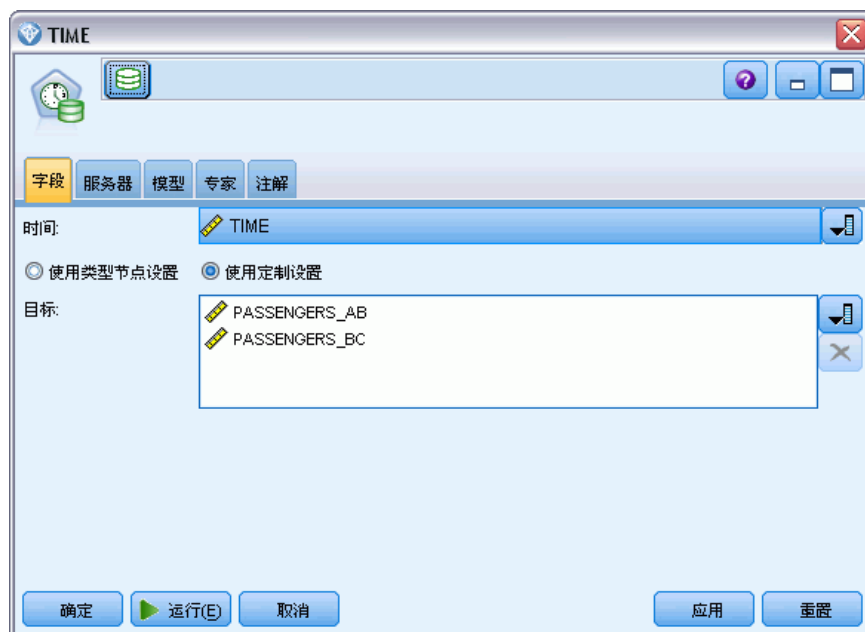 TIME
字段 服务器 模型 专家 注解
时间: TIME
使用类型节点设置 使用定制设置
目标: PASSENGERS_AB
PASSENGERS_BC
确定 运行(E) 取消 应用 重置